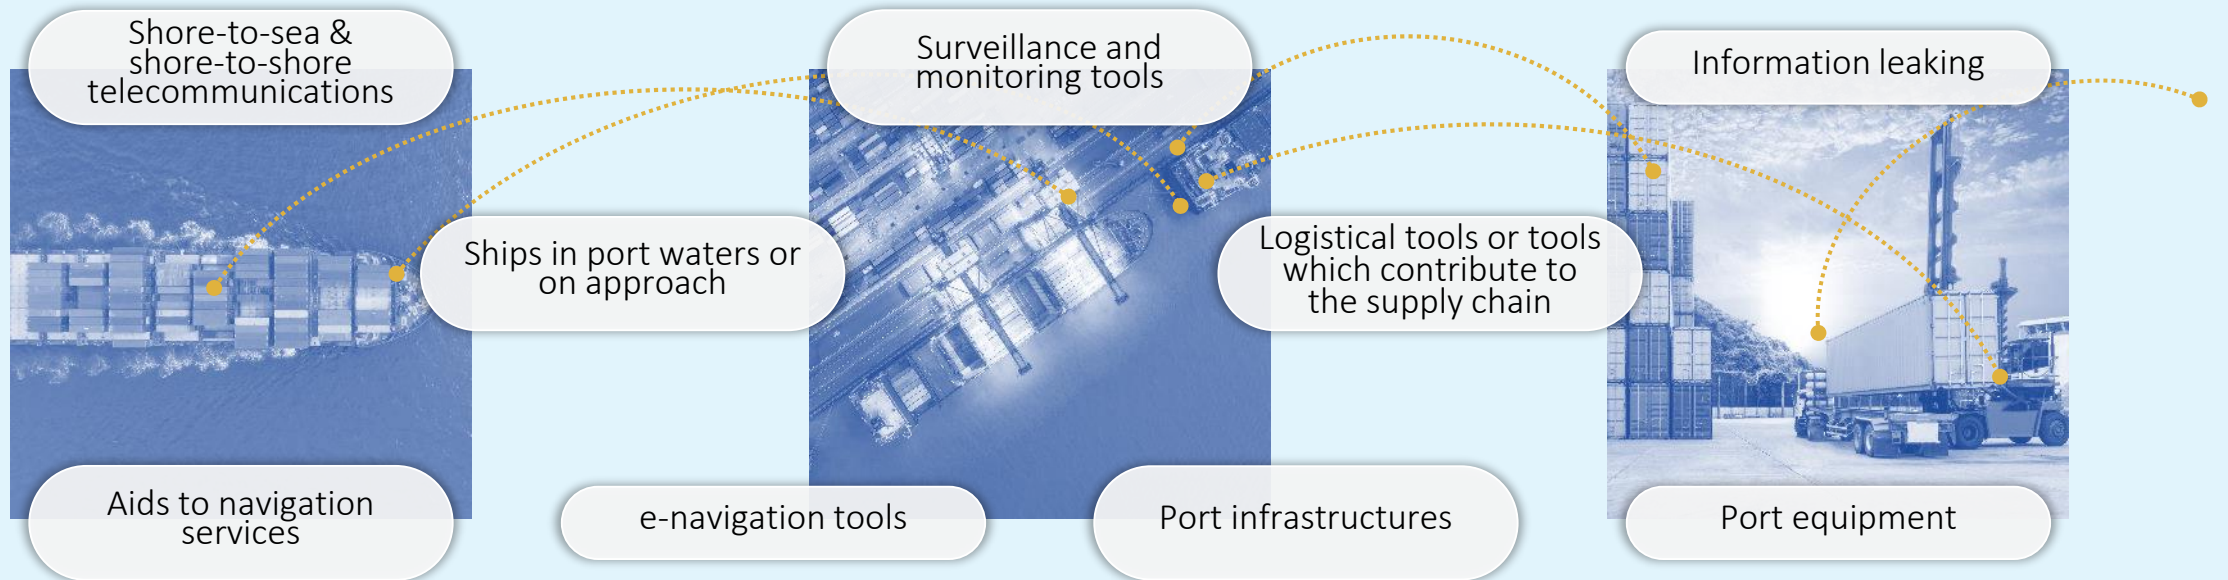 Shore-to-sea &
shore-to-shore
telecommunications
Surveillance and
monitoring tools
Information leaking
Ships in port waters or
on approach
Logistical tools or tools
which contribute to
the supply chain
Aids to navigation
services
e-navigation tools
Port infrastructures
Port equipment